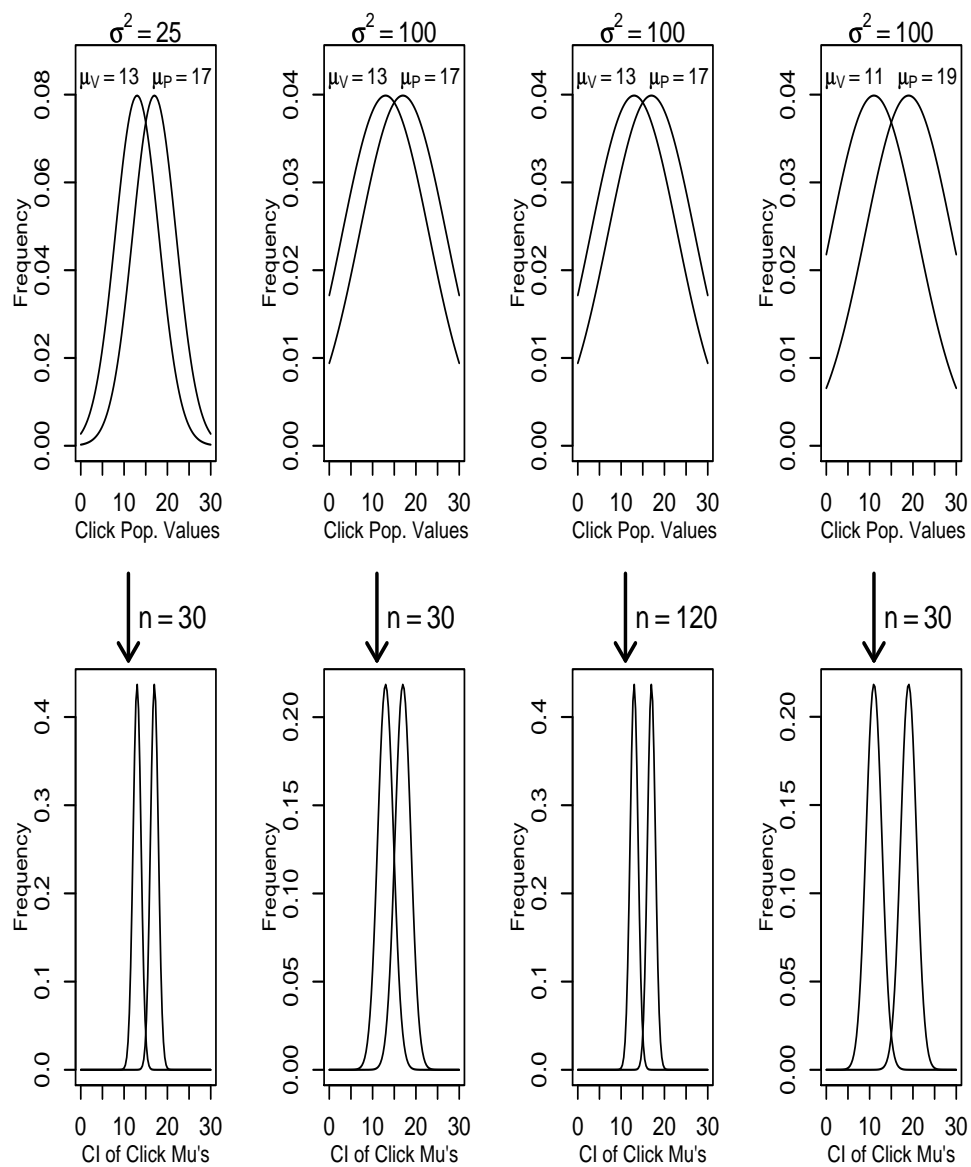 σ² = 25
μV = 13 μP = 17
Frequency
0.00 0.02 0.04 0.06 0.08
0 10 20 30
Click Pop. Values
σ² = 100
μV = 13 μP = 17
Frequency
0.00 0.01 0.02 0.03 0.04
0 10 20 30
Click Pop. Values
σ² = 100
μV = 13 μP = 17
Frequency
0.00 0.01 0.02 0.03 0.04
0 10 20 30
Click Pop. Values
σ² = 100
μV = 11 μP = 19
Frequency
0.00 0.01 0.02 0.03 0.04
0 10 20 30
Click Pop. Values
n = 30
Frequency
0.0 0.1 0.2 0.3 0.4
0 10 20 30
CI of Click Mu's
n = 30
Frequency
0.00 0.05 0.10 0.15 0.20
0 10 20 30
CI of Click Mu's
n = 120
Frequency
0.0 0.1 0.2 0.3 0.4
0 10 20 30
CI of Click Mu's
n = 30
Frequency
0.00 0.05 0.10 0.15 0.20
0 10 20 30
CI of Click Mu's